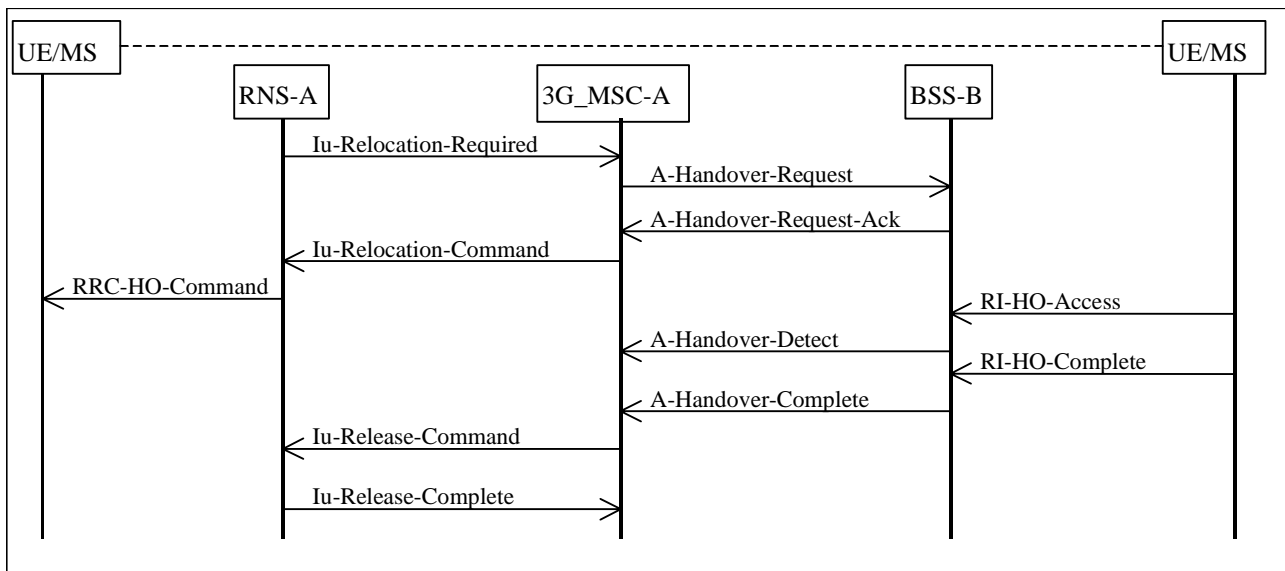 UE/MS
UE/MS
RNS-A
3G_MSC-A
BSS-B
Iu-Relocation-Required
A-Handover-Request
A-Handover-Request-Ack
Iu-Relocation-Command
RRC-HO-Command
RI-HO-Access
A-Handover-Detect
RI-HO-Complete
A-Handover-Complete
Iu-Release-Command
Iu-Release-Complete